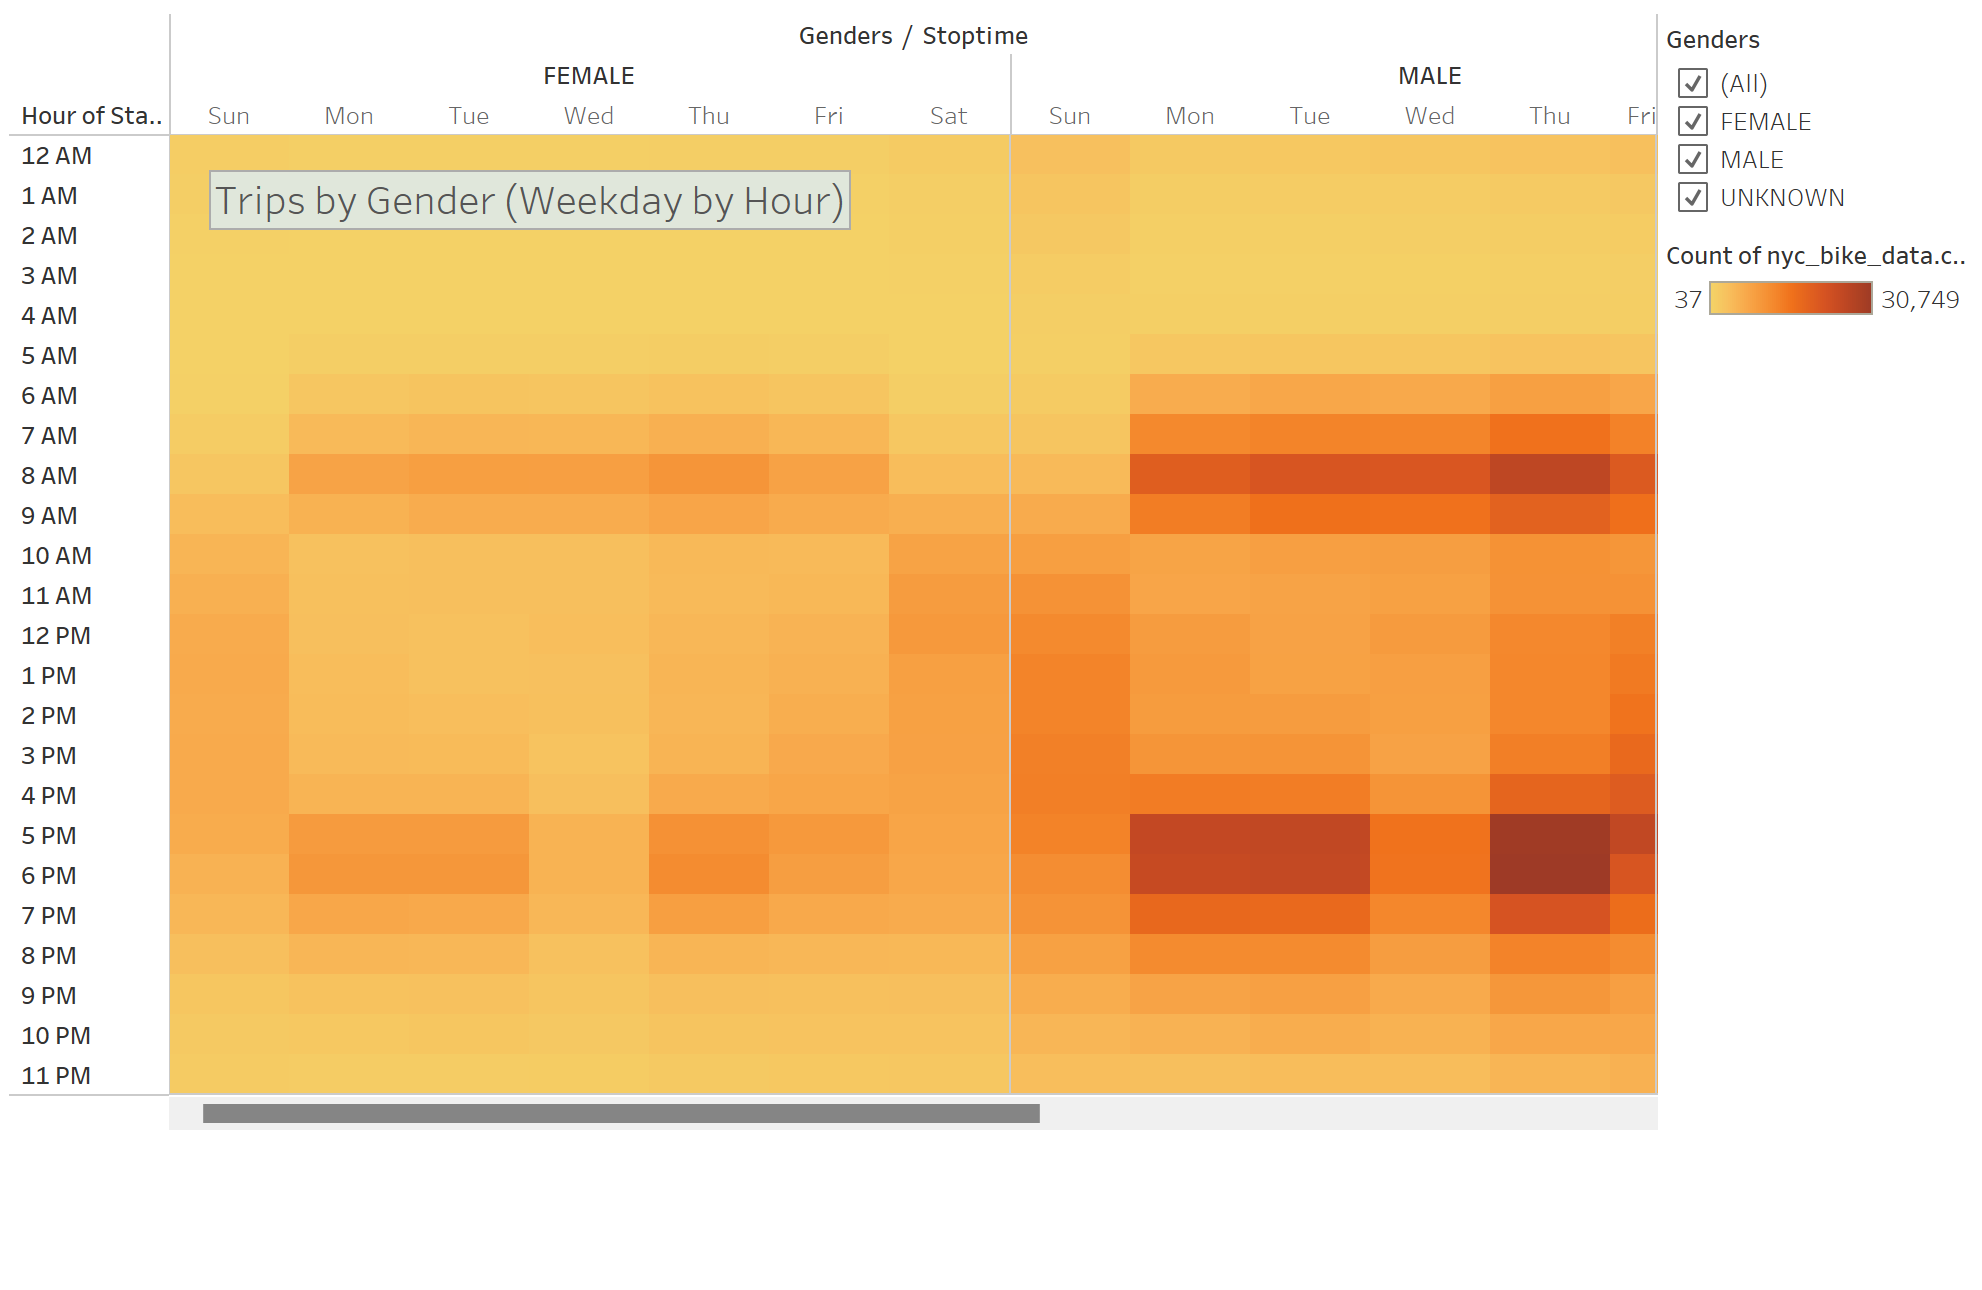 Genders / Stoptime
FEMALE MALE
Hour of Sta.. Sun Mon Tue Wed Thu Fri Sat Sun Mon Tue Wed Thu Fri
12 AM
1 AM
2 AM
3 AM
4 AM
5 AM
6 AM
7 AM
8 AM
9 AM
10 AM
11 AM
12 PM
1 PM
2 PM
3 PM
4 PM
5 PM
6 PM
7 PM
8 PM
9 PM
10 PM
11 PM
Trips by Gender (Weekday by Hour)
Genders
(All)
FEMALE
MALE
UNKNOWN
Count of nyc_bike_data.c..
37 30,749